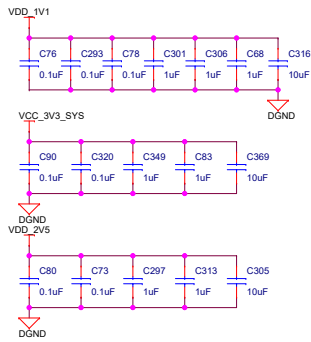 VDD_1V1
C76 C293 C78 C301 C306 C68 C316
0.1uF 0.1uF 0.1uF 1uF 1uF 1uF 10uF
DGND
VCC_3V3_SYS
C90 C320 C349 C83 C369
0.1uF 0.1uF 1uF 1uF 10uF
DGND
VDD_2V5
C80 C73 C297 C313 C305
0.1uF 0.1uF 1uF 1uF 10uF
DGND